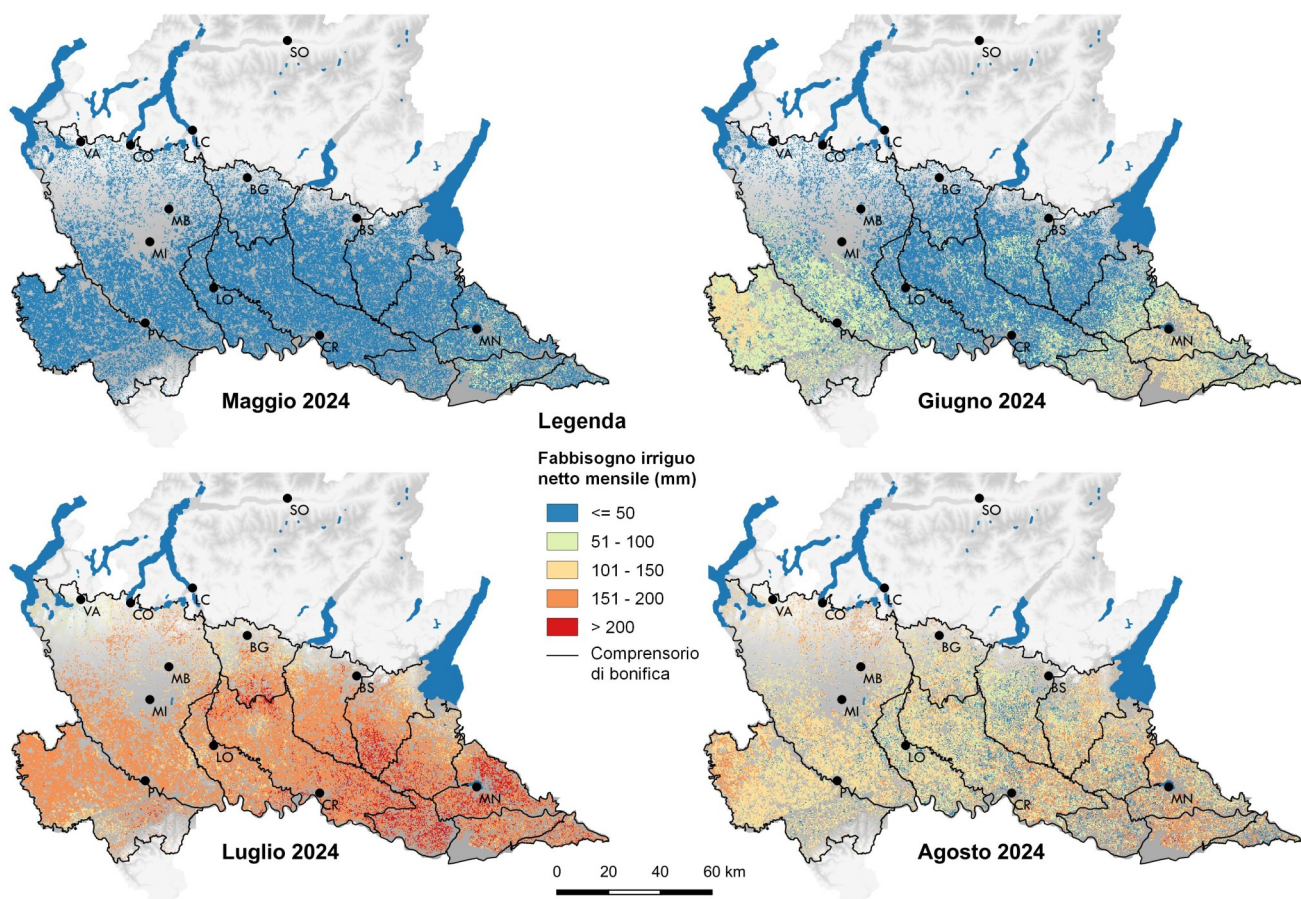 SO
VA
CO
LC
BG
MB
BS
MI
LO
PV
CR
MN
Maggio 2024
SO
VA
CO
LC
BG
MB
BS
MI
LO
PV
CR
MN
Giugno 2024
Legenda
Fabbisogno irriguo
netto mensile (mm)
<= 50
51 - 100
101 - 150
151 - 200
> 200
Comprensorio
di bonifica
SO
VA
CO
LC
BG
MB
BS
MI
LO
PV
CR
MN
Luglio 2024
SO
VA
CO
LC
BG
MB
BS
MI
LO
PV
CR
MN
Agosto 2024
0 20 40 60 km